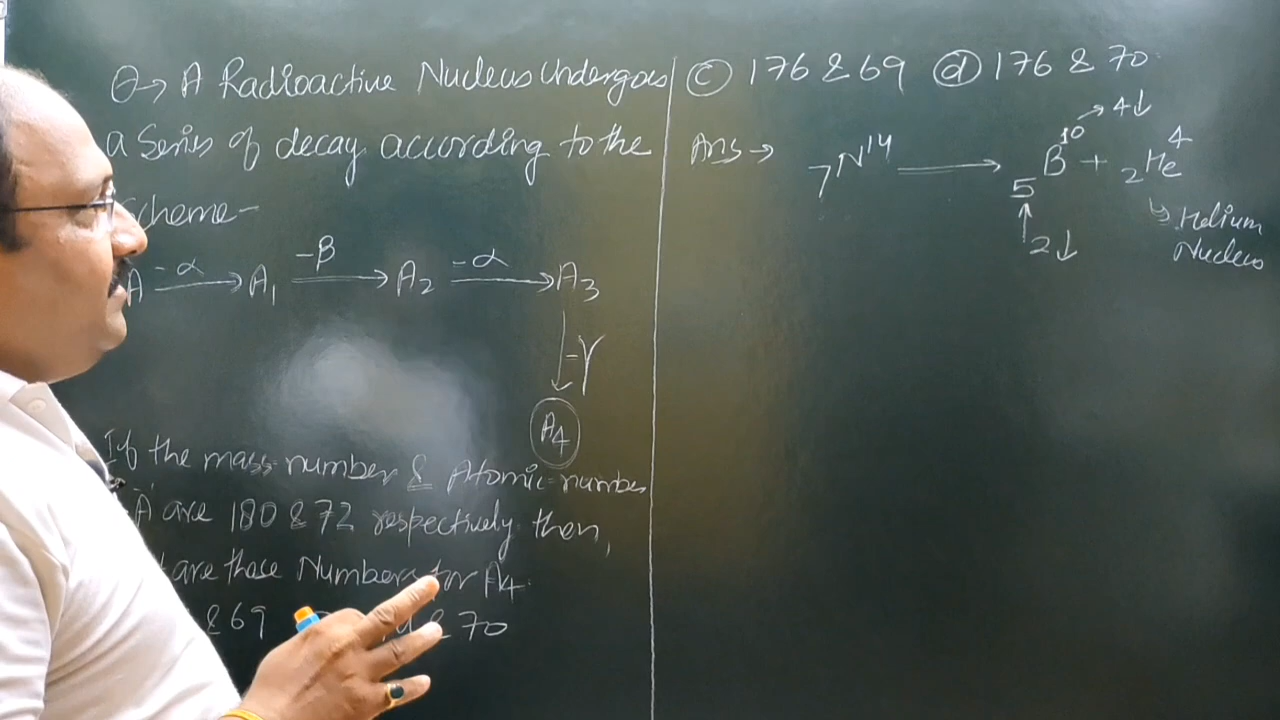 Q→ A Radioactive Nucleus Undergoes
a Series of decay according to the
Scheme-
A -α→ A1 -β→ A2 -α→ A3
-γ
A4
If the mass number & Atomic number
A are 180 & 72 respectively then,
are these Numbers for A4.
& 69 & 70
c 176 & 69 d 176 & 70
Ans → 7N14 → 5B10 + 2He4
4↓
2↓
Helium
Nucleus